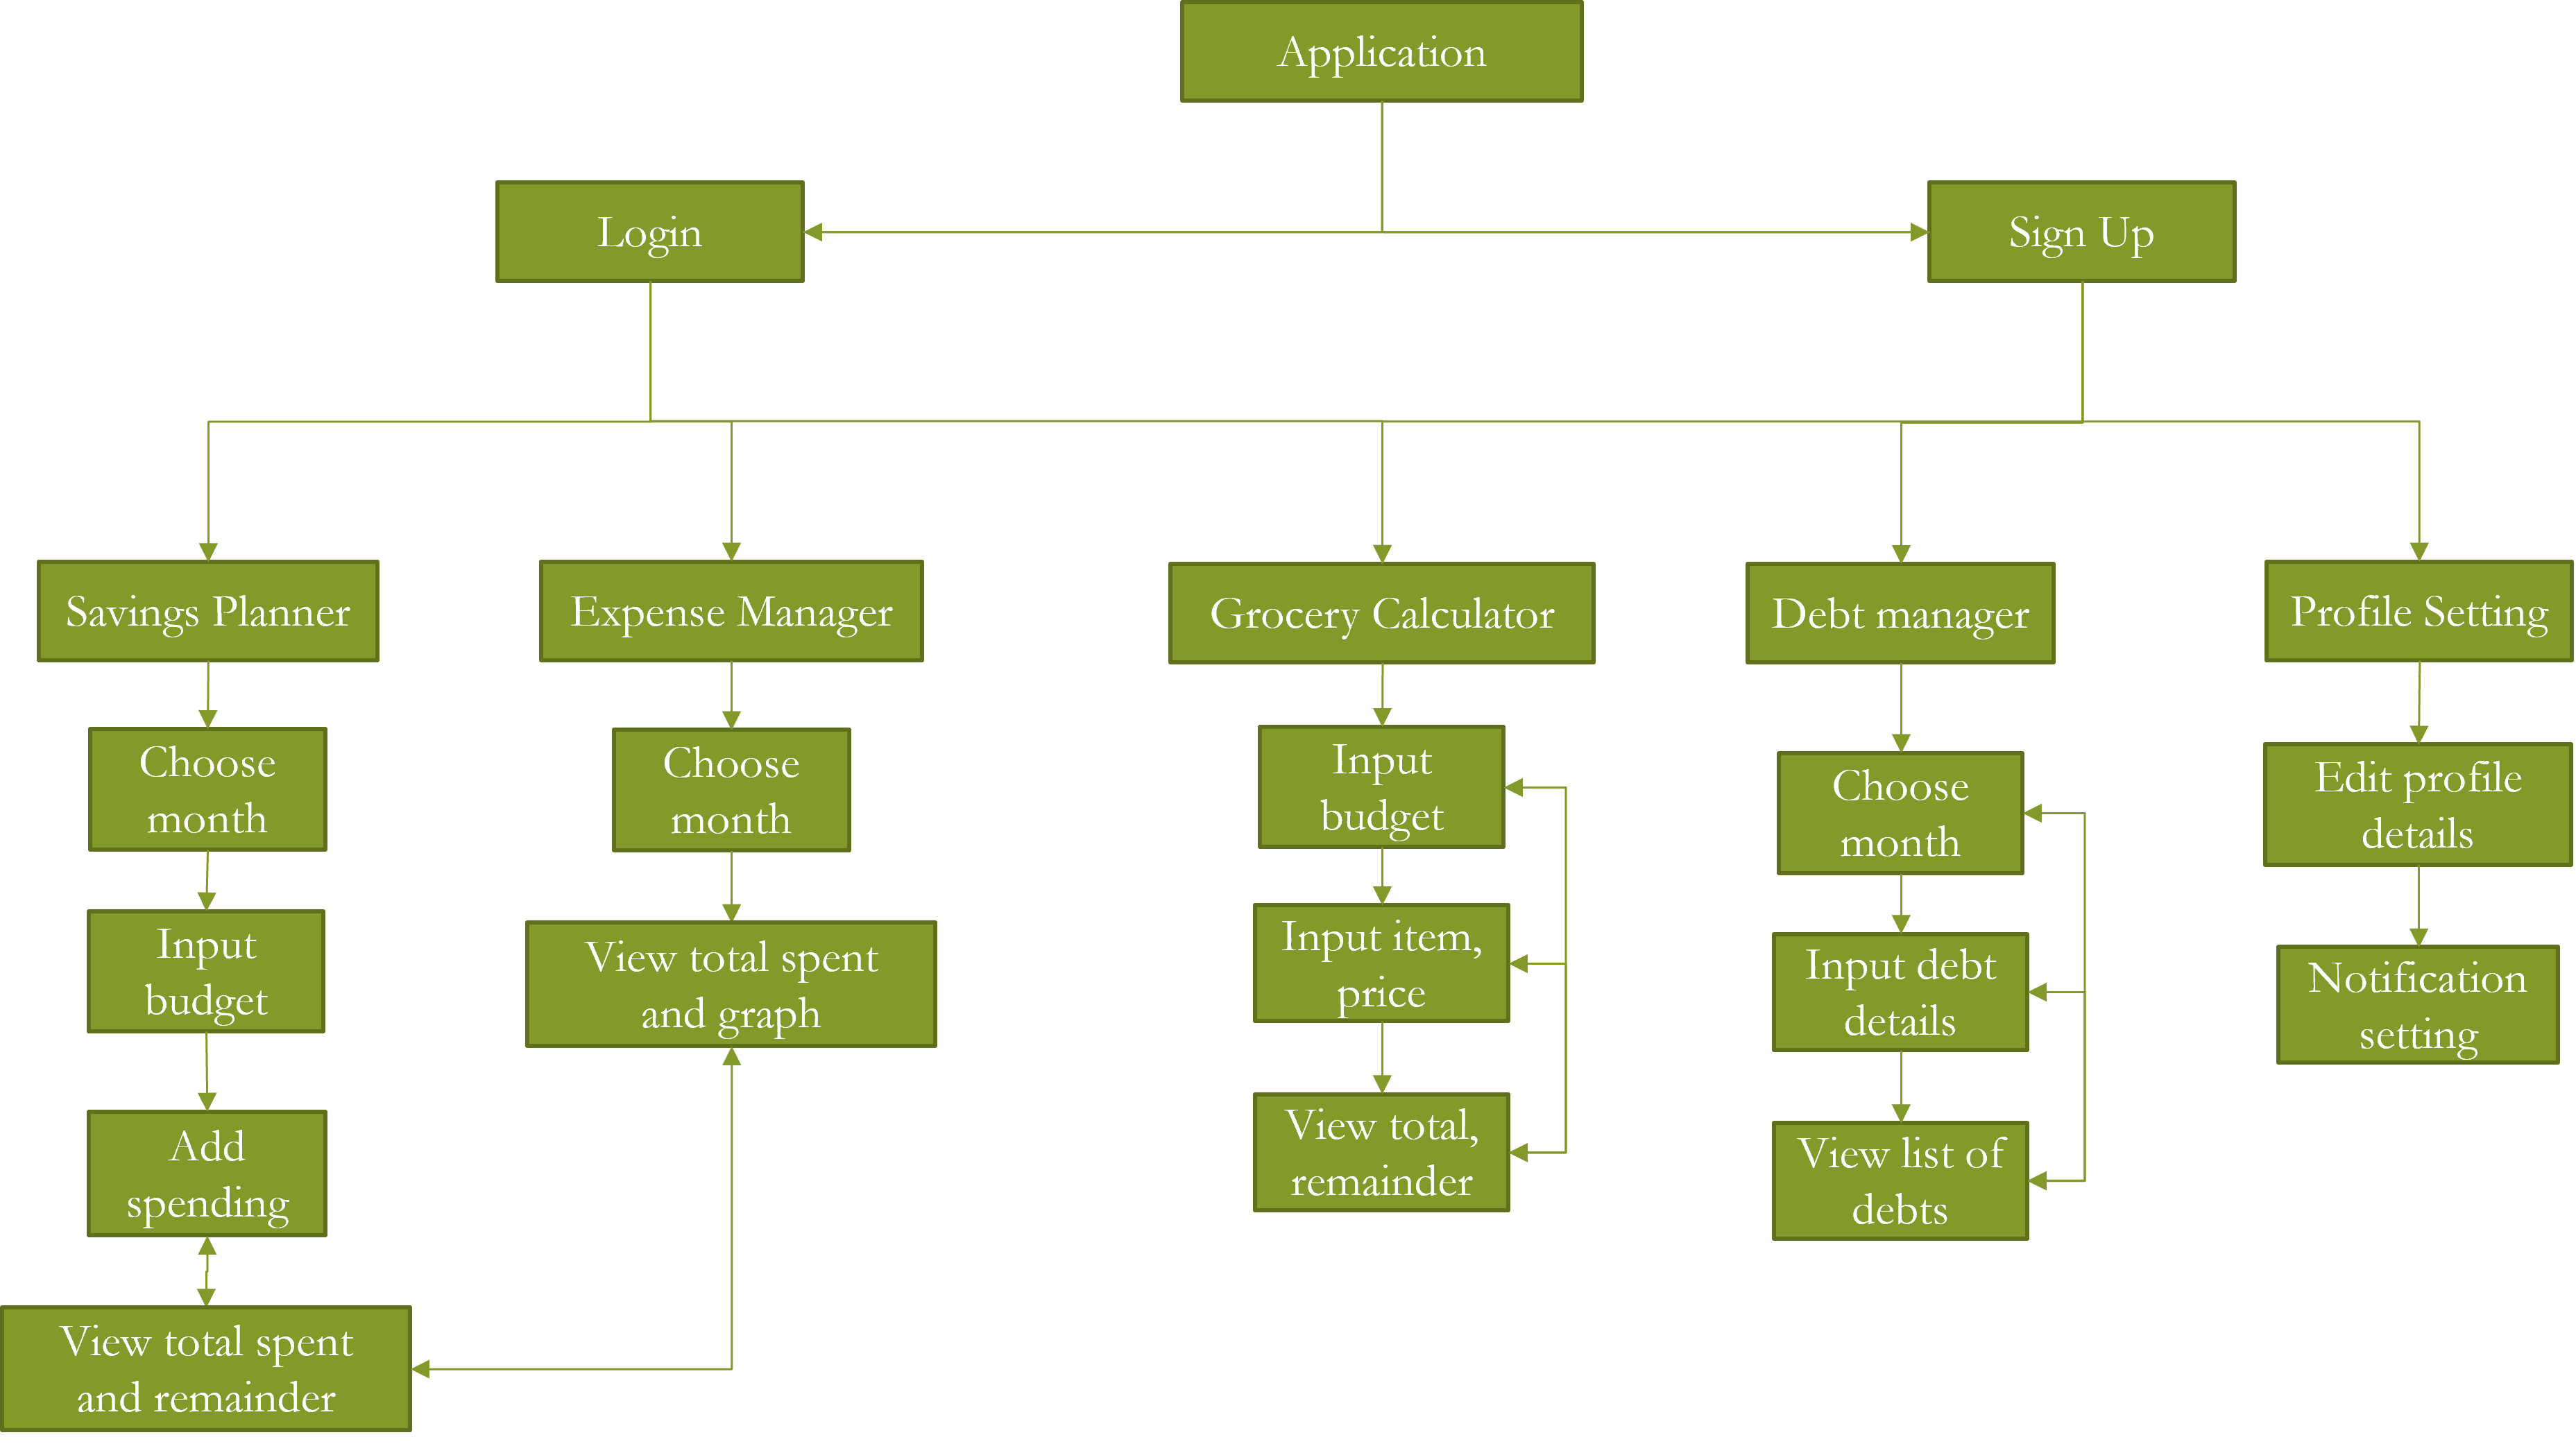 Application
Login
Sign Up
Savings Planner
Expense Manager
Grocery Calculator
Debt manager
Profile Setting
Choose
month
Input
budget
Add
spending
View total spent
and remainder
Choose
month
View total spent
and graph
Input
budget
Input item,
price
View total,
remainder
Choose
month
Input debt
details
View list of
debts
Edit profile
details
Notification
setting